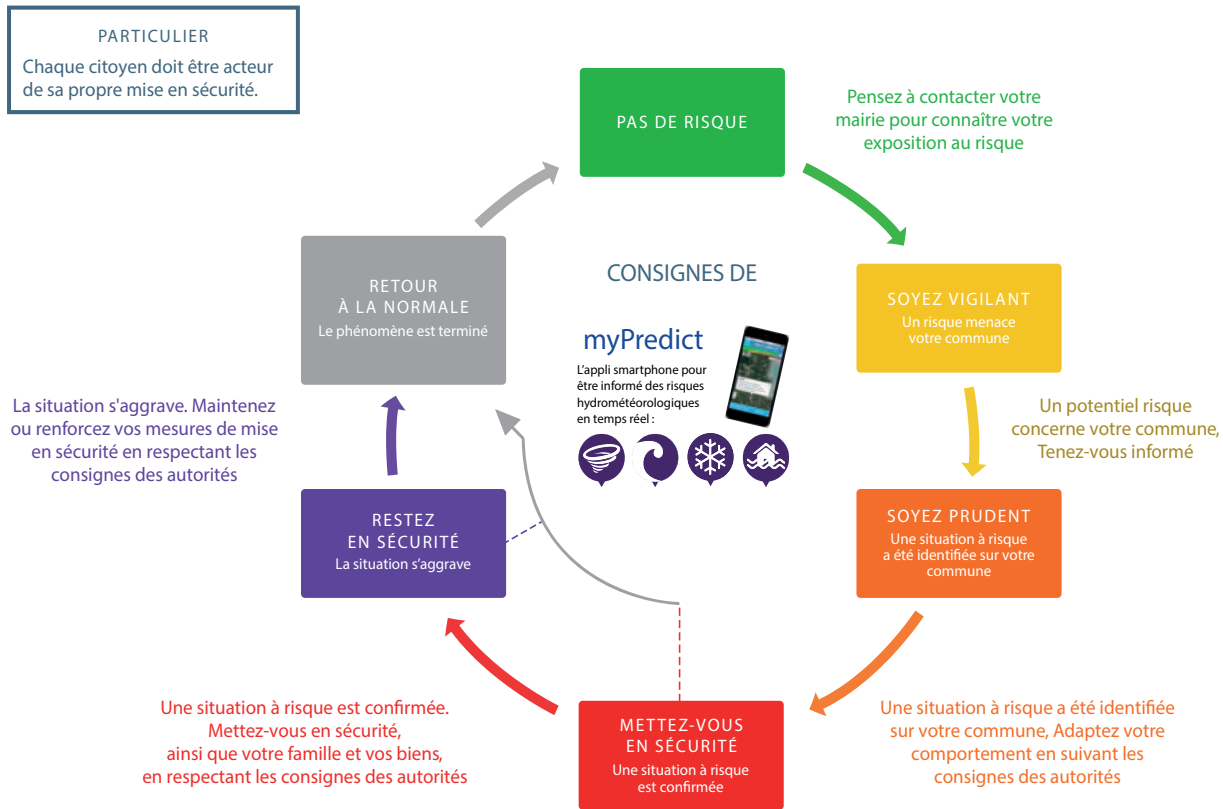 PARTICULIER
Chaque citoyen doit être acteur
de sa propre mise en sécurité.
PAS DE RISQUE
Pensez à contacter votre
mairie pour connaître votre
exposition au risque
RETOUR
À LA NORMALE
Le phénomène est terminé
CONSIGNES DE
SOYEZ VIGILANT
Un risque menace
votre commune
myPredict
L'appli smartphone pour
être informé des risques
hydrométéorologiques
en temps réel :
La situation s'aggrave. Maintenez
ou renforcez vos mesures de mise
en sécurité en respectant les
consignes des autorités
Un potentiel risque
concerne votre commune,
Tenez-vous informé
RESTEZ
EN SÉCURITÉ
La situation s'aggrave
SOYEZ PRUDENT
Une situation à risque
a été identifiée sur votre
commune
Une situation à risque est confirmée.
Mettez-vous en sécurité,
ainsi que votre famille et vos biens,
en respectant les consignes des autorités
METTEZ-VOUS
EN SÉCURITÉ
Une situation à risque
est confirmée
Une situation à risque a été identifiée
sur votre commune, Adaptez votre
comportement en suivant les
consignes des autorités